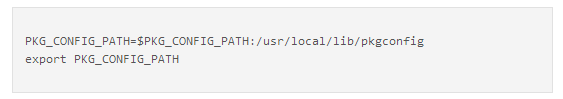 PKG_CONFIG_PATH=$PKG_CONFIG_PATH:/usr/local/lib/pkgconfig
export PKG_CONFIG_PATH